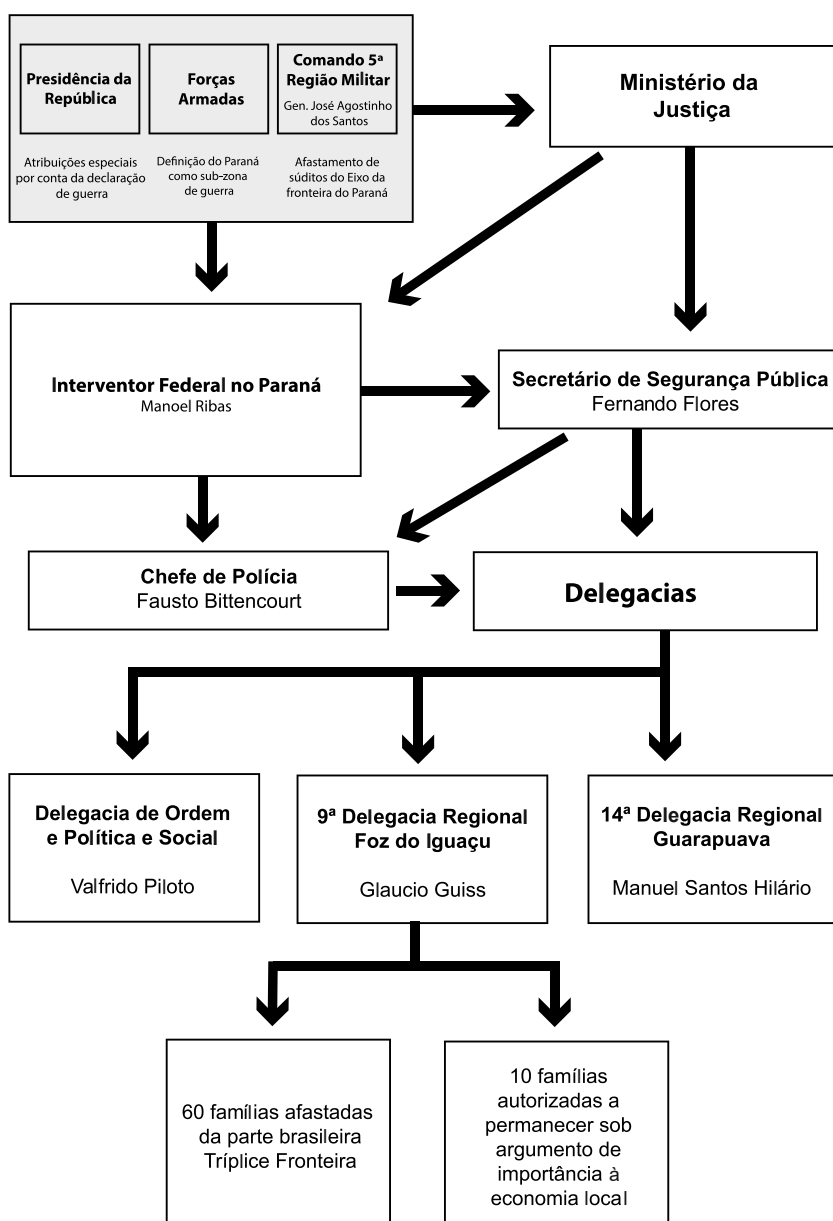 Presidência da
República
Atribuições especiais
por conta da declaração
de guerra
Forças
Armadas
Definição do Paraná
como sub-zona
de guerra
Comando 5ª
Região Militar
Gen. José Agostinho
dos Santos
Afastamento de
súditos do Eixo da
fronteira do Paraná
Ministério da
Justiça
Interventor Federal no Paraná
Manoel Ribas
Secretário de Segurança Pública
Fernando Flores
Chefe de Polícia
Fausto Bittencourt
Delegacias
Delegacia de Ordem
e Política e Social
Valfrido Piloto
9ª Delegacia Regional
Foz do Iguaçu
Glaucio Guiss
14ª Delegacia Regional
Guarapuava
Manuel Santos Hilário
60 famílias afastadas
da parte brasileira
Tríplice Fronteira
10 famílias
autorizadas a
permanecer sob
argumento de
importância à
economia local